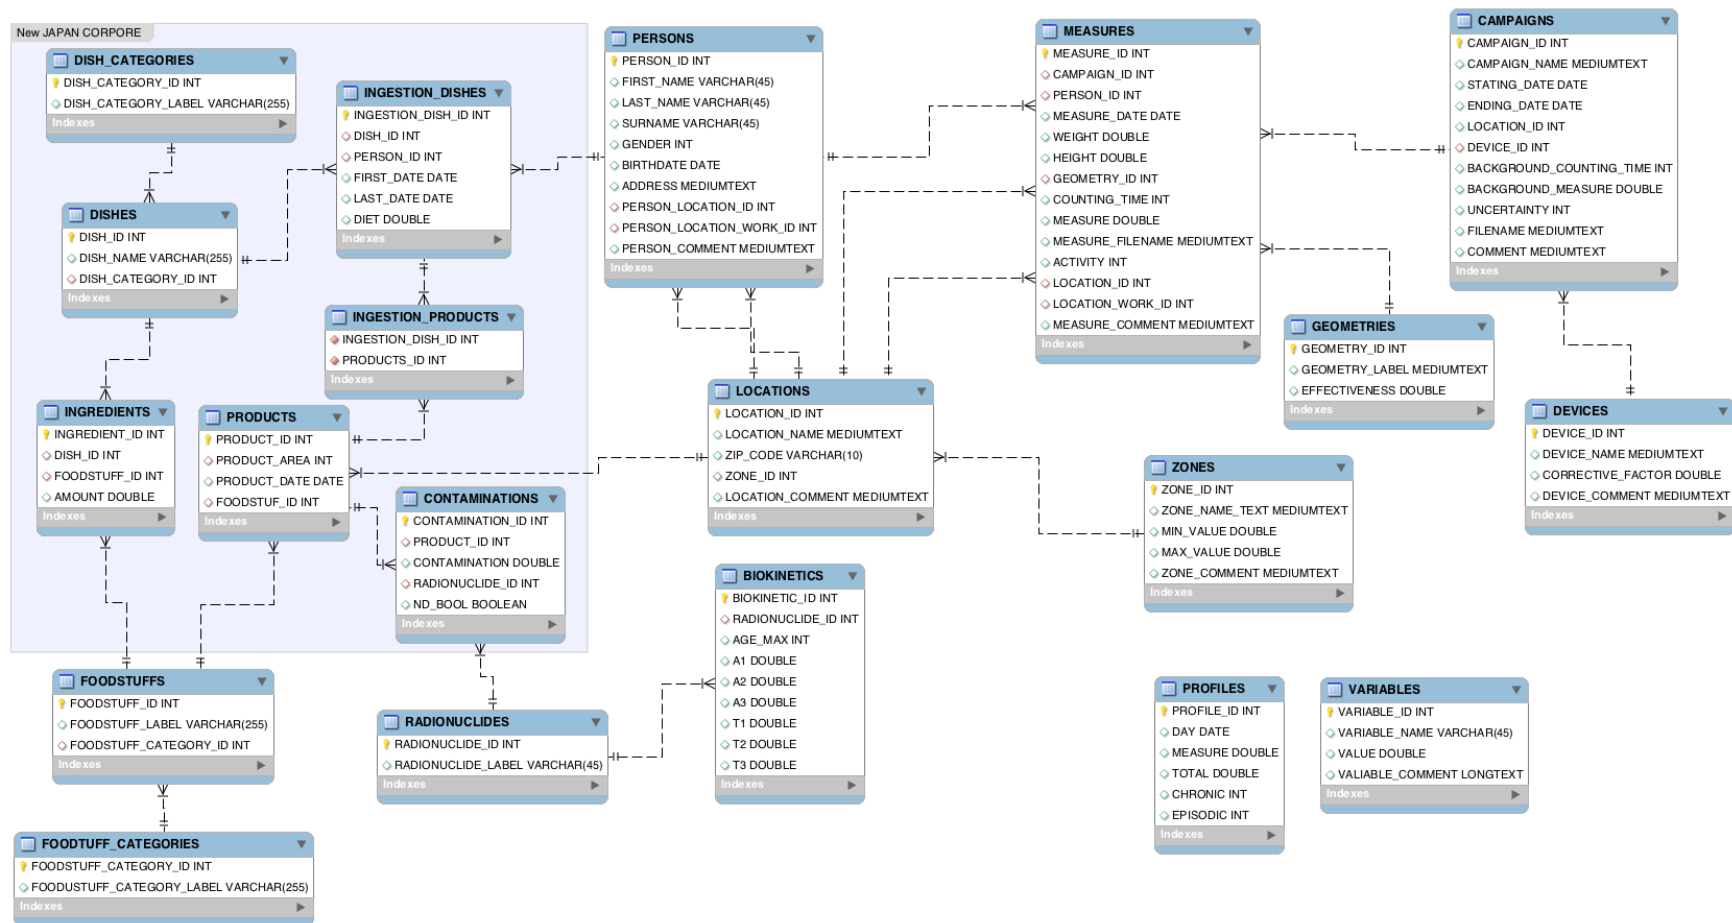 New JAPAN CORPORE
DISH_CATEGORIES
DISH_CATEGORY_ID INT
DISH_CATEGORY_LABEL VARCHAR(255)
Indexes
INGESTION_DISHES
INGESTION_DISH_ID INT
DISH_ID INT
PERSON_ID INT
FIRST_DATE DATE
LAST_DATE DATE
DIET DOUBLE
Indexes
DISHES
DISH_ID INT
DISH_NAME VARCHAR(255)
DISH_CATEGORY_ID INT
Indexes
INGESTION_PRODUCTS
INGESTION_DISH_ID INT
PRODUCTS_ID INT
Indexes
INGREDIENTS
INGREDIENT_ID INT
DISH_ID INT
FOODSTUFF_ID INT
AMOUNT DOUBLE
Indexes
PRODUCTS
PRODUCT_ID INT
PRODUCT_AREA INT
PRODUCT_DATE DATE
FOODSTUF_ID INT
Indexes
CONTAMINATIONS
CONTAMINATION_ID INT
PRODUCT_ID INT
CONTAMINATION DOUBLE
RADIONUCLIDE_ID INT
ND_BOOL BOOLEAN
Indexes
FOODSTUFFS
FOODSTUFF_ID INT
FOODSTUFF_LABEL VARCHAR(255)
FOODSTUFF_CATEGORY_ID INT
Indexes
FOODTUFF_CATEGORIES
FOODSTUFF_CATEGORY_ID INT
FOODUSTUFF_CATEGORY_LABEL VARCHAR(255)
Indexes
RADIONUCLIDES
RADIONUCLIDE_ID INT
RADIONUCLIDE_LABEL VARCHAR(45)
Indexes
PERSONS
PERSON_ID INT
FIRST_NAME VARCHAR(45)
LAST_NAME VARCHAR(45)
SURNAME VARCHAR(45)
GENDER INT
BIRTHDATE DATE
ADDRESS MEDIUMTEXT
PERSON_LOCATION_ID INT
PERSON_LOCATION_WORK_ID INT
PERSON_COMMENT MEDIUMTEXT
Indexes
LOCATIONS
LOCATION_ID INT
LOCATION_NAME MEDIUMTEXT
ZIP_CODE VARCHAR(10)
ZONE_ID INT
LOCATION_COMMENT MEDIUMTEXT
Indexes
BIOKINETICS
BIOKINETIC_ID INT
RADIONUCLIDE_ID INT
AGE_MAX INT
A1 DOUBLE
A2 DOUBLE
A3 DOUBLE
T1 DOUBLE
T2 DOUBLE
T3 DOUBLE
Indexes
MEASURES
MEASURE_ID INT
CAMPAIGN_ID INT
PERSON_ID INT
MEASURE_DATE DATE
WEIGHT DOUBLE
HEIGHT DOUBLE
GEOMETRY_ID INT
COUNTING_TIME INT
MEASURE DOUBLE
MEASURE_FILENAME MEDIUMTEXT
ACTIVITY INT
LOCATION_ID INT
LOCATION_WORK_ID INT
MEASURE_COMMENT MEDIUMTEXT
Indexes
CAMPAIGNS
CAMPAIGN_ID INT
CAMPAIGN_NAME MEDIUMTEXT
STATING_DATE DATE
ENDING_DATE DATE
LOCATION_ID INT
DEVICE_ID INT
BACKGROUND_COUNTING_TIME INT
BACKGROUND_MEASURE DOUBLE
UNCERTAINTY INT
FILENAME MEDIUMTEXT
COMMENT MEDIUMTEXT
Indexes
GEOMETRIES
GEOMETRY_ID INT
GEOMETRY_LABEL MEDIUMTEXT
EFFECTIVENESS DOUBLE
Indexes
DEVICES
DEVICE_ID INT
DEVICE_NAME MEDIUMTEXT
CORRECTIVE_FACTOR DOUBLE
DEVICE_COMMENT MEDIUMTEXT
Indexes
ZONES
ZONE_ID INT
ZONE_NAME_TEXT MEDIUMTEXT
MIN_VALUE DOUBLE
MAX_VALUE DOUBLE
ZONE_COMMENT MEDIUMTEXT
Indexes
PROFILES
PROFILE_ID INT
DAY DATE
MEASURE DOUBLE
TOTAL DOUBLE
CHRONIC INT
EPISODIC INT
Indexes
VARIABLES
VARIABLE_ID INT
VARIABLE_NAME VARCHAR(45)
VALUE DOUBLE
VALIABLE_COMMENT LONGTEXT
Indexes